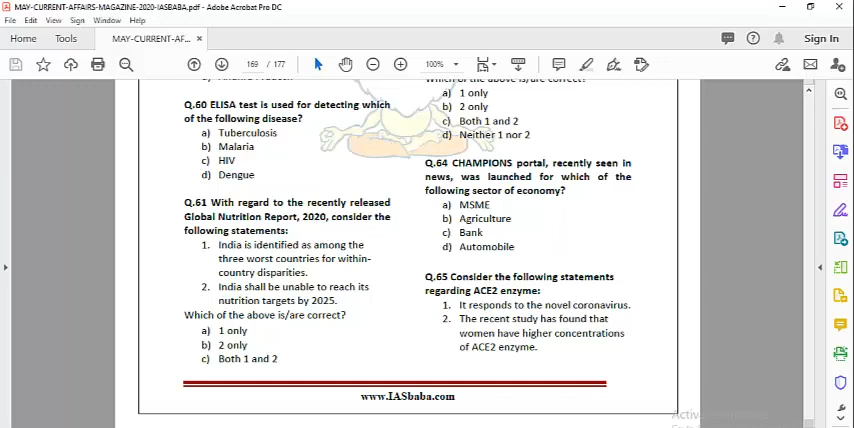 MAY-CURRENT-AFFAIRS-MAGAZINE-2020-IASBABA.pdf - Adobe Acrobat Pro DC
File Edit View Sign Window Help
Home Tools MAY-CURRENT-AF... × Sign In
169 / 177 100%
Q.60 ELISA test is used for detecting which
of the following disease?
a) Tuberculosis
b) Malaria
c) HIV
d) Dengue
Q.61 With regard to the recently released
Global Nutrition Report, 2020, consider the
following statements:
1. India is identified as among the
three worst countries for within-
country disparities.
2. India shall be unable to reach its
nutrition targets by 2025.
Which of the above is/are correct?
a) 1 only
b) 2 only
c) Both 1 and 2
Which of the above is/are correct?
a) 1 only
b) 2 only
c) Both 1 and 2
d) Neither 1 nor 2
Q.64 CHAMPIONS portal, recently seen in
news, was launched for which of the
following sector of economy?
a) MSME
b) Agriculture
c) Bank
d) Automobile
Q.65 Consider the following statements
regarding ACE2 enzyme:
1. It responds to the novel coronavirus.
2. The recent study has found that
women have higher concentrations
of ACE2 enzyme.
www.IASbaba.com